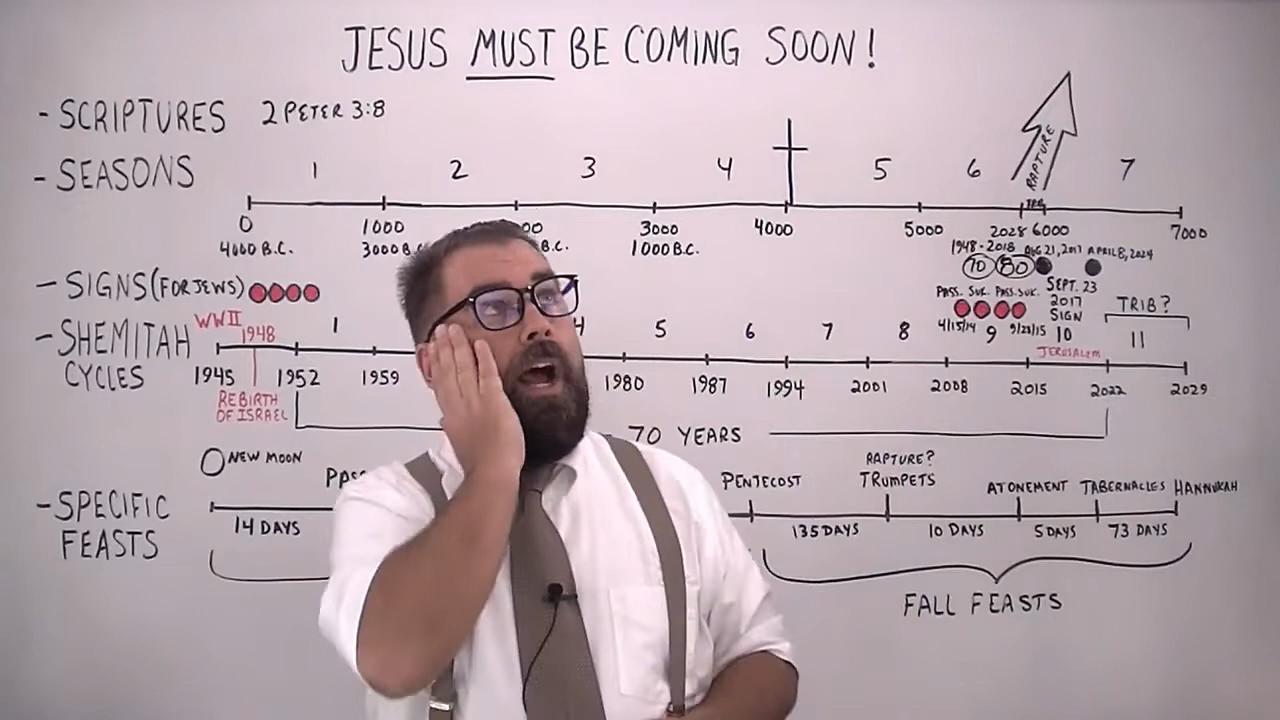 JESUS MUST BE COMING SOON!
- SCRIPTURES 2 PETER 3:8
- SEASONS 1 2 3 4 5 6 RAPTURE 7
0 1000 3000 4000 5000 2028 6000 7000
4000 B.C. 3000 B.C. 1000 B.C.
1948-2018 AUG 21, 2017 APRIL 8, 2024
70 80
- SIGNS (FOR JEWS) PASS. SUK. PASS. SUK. SEPT. 23
2017
SIGN
TRIB?
4/15/14 9 9/28/15 10 11
- SHEMITAH
CYCLES
WWII
1948 1 5 6 7 8 JERUSALEM
1945 1952 1959 1980 1987 1994 2001 2008 2015 2022 2029
REBIRTH
OF ISRAEL
70 YEARS
NEW MOON
- SPECIFIC
FEASTS
PENTECOST RAPTURE?
TRUMPETS ATONEMENT TABERNACLES HANNUKAH
14 DAYS 135 DAYS 10 DAYS 5 DAYS 73 DAYS
FALL FEASTS